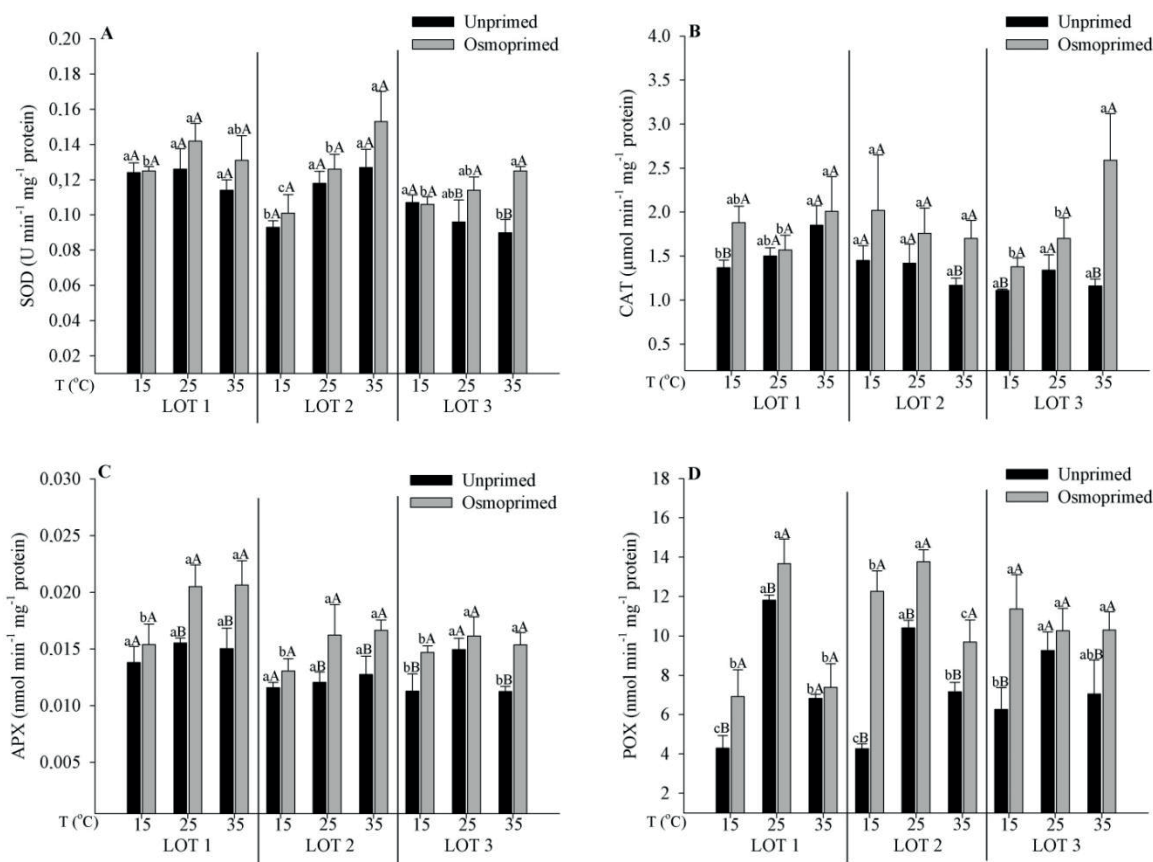 A
Unprimed
Osmoprimed
SOD (U min⁻¹ mg⁻¹ protein)
0.20
0.18
0.16
0.14
0.12
0.10
0.08
0.06
0.04
0.02
aA bA aA aA aA abA bA cA aA bA aA aA aA bA abB abA bB aA
T (°C) 15 25 35 15 25 35 15 25 35
LOT 1 LOT 2 LOT 3
B
Unprimed
Osmoprimed
CAT (µmol min⁻¹ mg⁻¹ protein)
4.0
3.5
3.0
2.5
2.0
1.5
1.0
0.5
bB abA abA bA aA aA aA aA aA aA aB aA aB bA aA bA aB aA
T (°C) 15 25 35 15 25 35 15 25 35
LOT 1 LOT 2 LOT 3
C
Unprimed
Osmoprimed
APX (nmol min⁻¹ mg⁻¹ protein)
0.030
0.025
0.020
0.015
0.010
0.005
aA bA aB aA aB aA aA bA aB aA aB aA bB bA aA aA bB aA
T (°C) 15 25 35 15 25 35 15 25 35
LOT 1 LOT 2 LOT 3
D
Unprimed
Osmoprimed
POX (nmol min⁻¹ mg⁻¹ protein)
18
16
14
12
10
8
6
4
2
cB bA aB aA bA bA cB bA aB aA bB cA bB aA aA aA abB aA
T (°C) 15 25 35 15 25 35 15 25 35
LOT 1 LOT 2 LOT 3